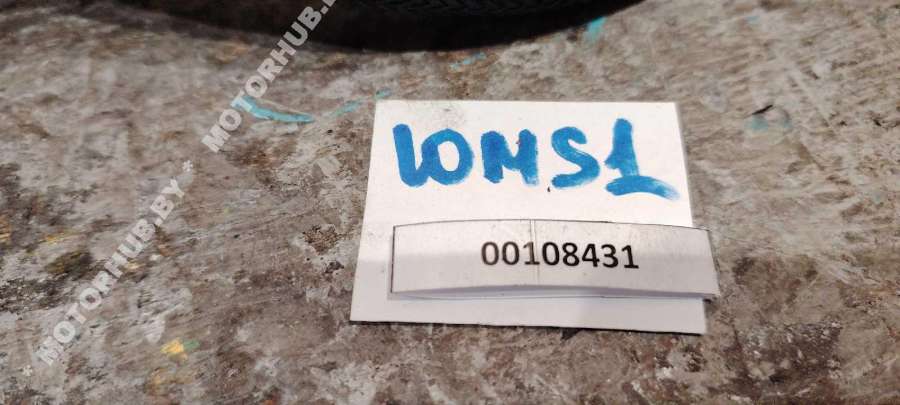 * MOTORHUB.BY * MOTORHUB.BY
10MS1
00108431